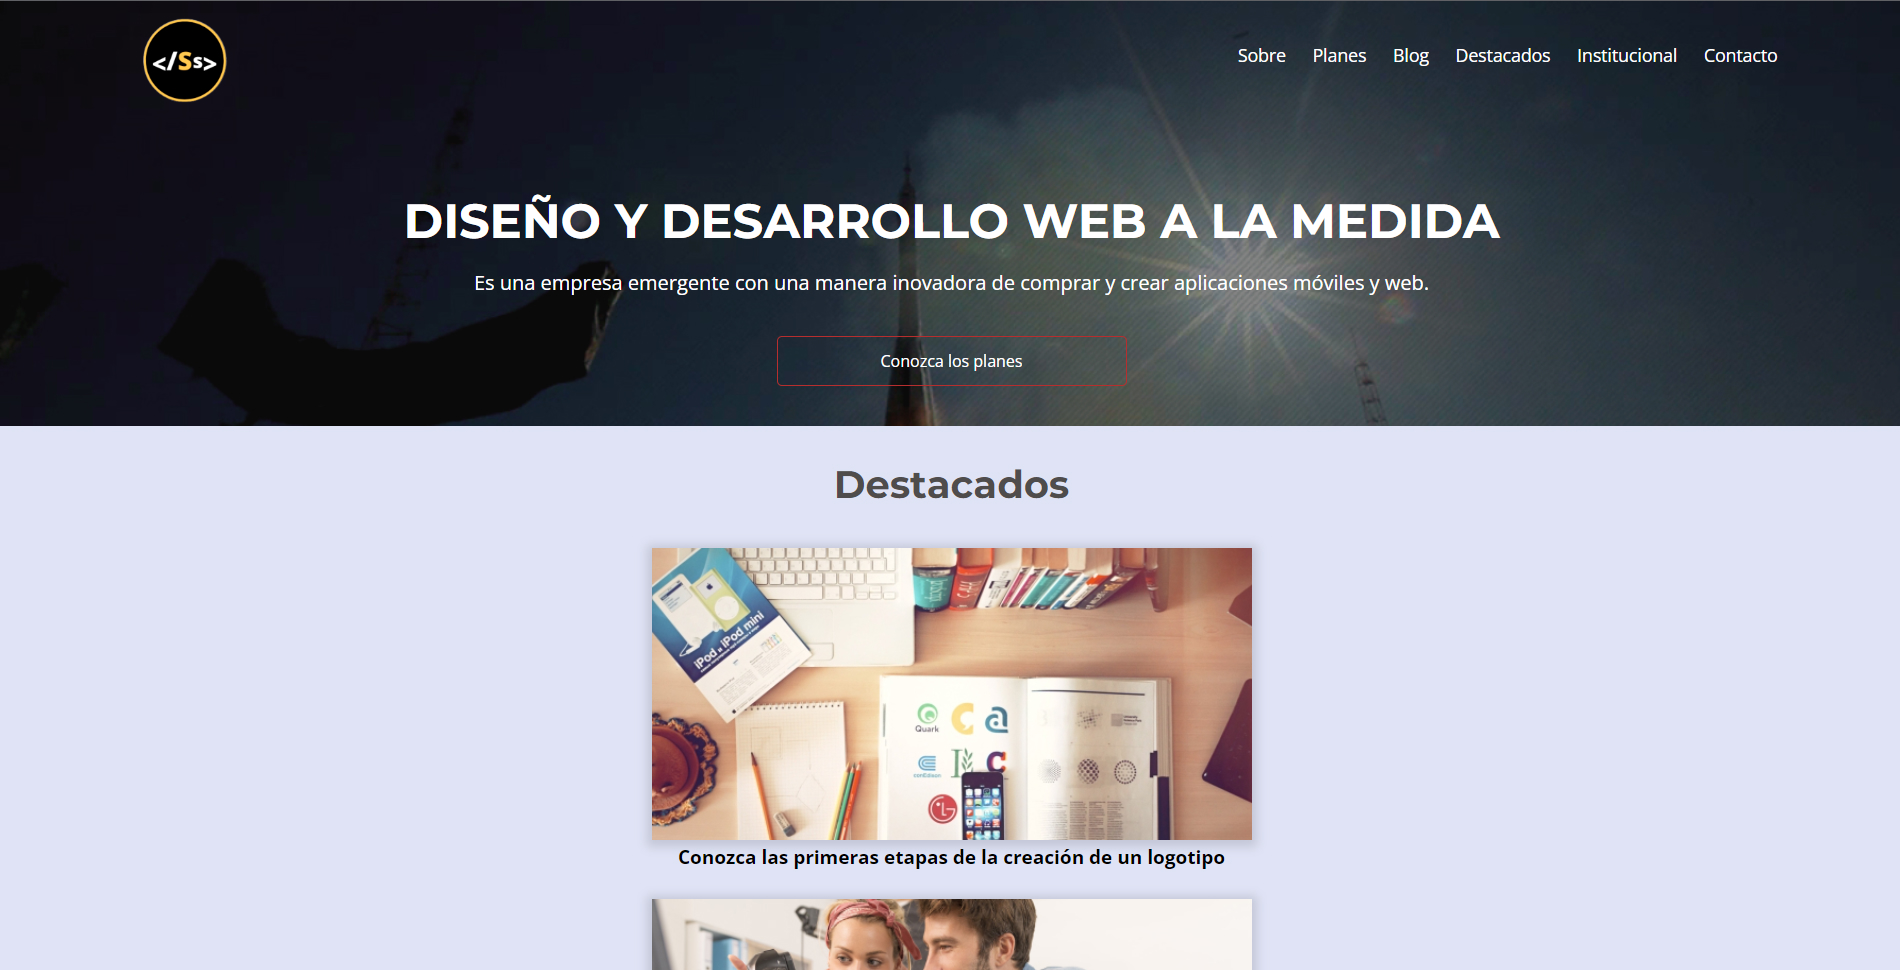 </Ss>
Sobre Planes Blog Destacados Institucional Contacto
DISEÑO Y DESARROLLO WEB A LA MEDIDA
Es una empresa emergente con una manera inovadora de comprar y crear aplicaciones móviles y web.
Conozca los planes
Destacados
iPod x iPod mini
Quark
conEdison
LG
Conozca las primeras etapas de la creación de un logotipo